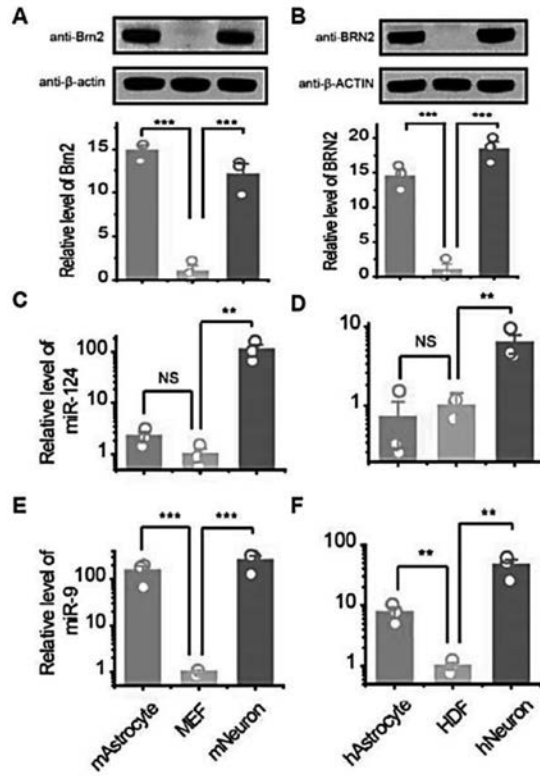 A
anti-Brn2
anti-β-actin
***
***
Relative level of Brn2
15
10
5
0
B
anti-BRN2
anti-β-ACTIN
***
***
Relative level of BRN2
20
15
10
5
0
C
**
NS
Relative level of
miR-124
100
10
1
D
**
NS
10
1
E
***
***
Relative level of
miR-9
100
10
1
mAstrocyte
MEF
mNeuron
F
**
**
100
10
1
hAstrocyte
HDF
hNeuron